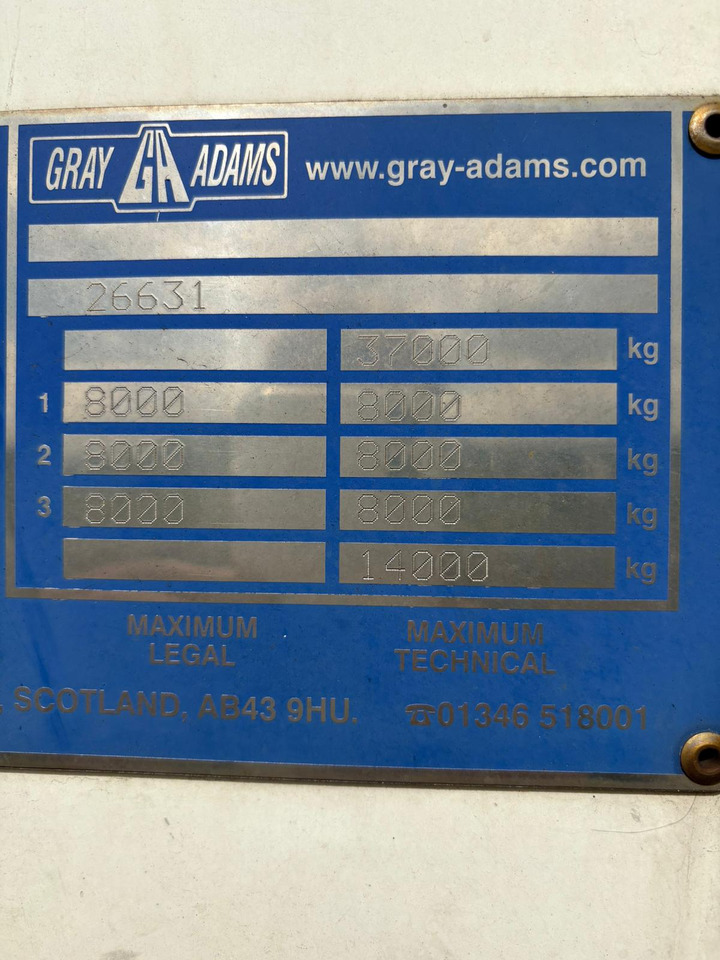 GRAY GA ADAMS www.gray-adams.com
26631
37000 kg
1 8000 8000 kg
2 8000 8000 kg
3 8000 8000 kg
14000 kg
MAXIMUM LEGAL MAXIMUM TECHNICAL
, SCOTLAND, AB43 9HU. ☎01346 518001